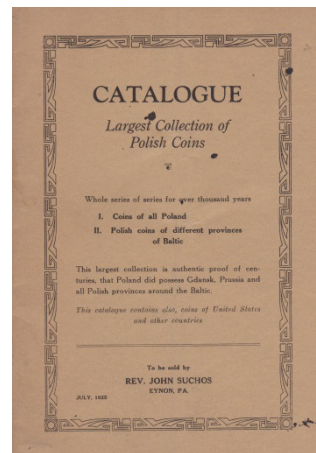 CATALOGUE
Largest Collection of
Polish Coins
Whole series of series for over thousand years
I. Coins of all Poland
II. Polish coins of different provinces
of Baltic
This largest collection is authentic proof of cen-
turies, that Poland did possess Gdansk, Prussia and
all Polish provinces around the Baltic.
This catalogue contains also, coins of United States
and other countries
To be sold by
REV. JOHN SUCHOS
EYNON, PA.
JULY,